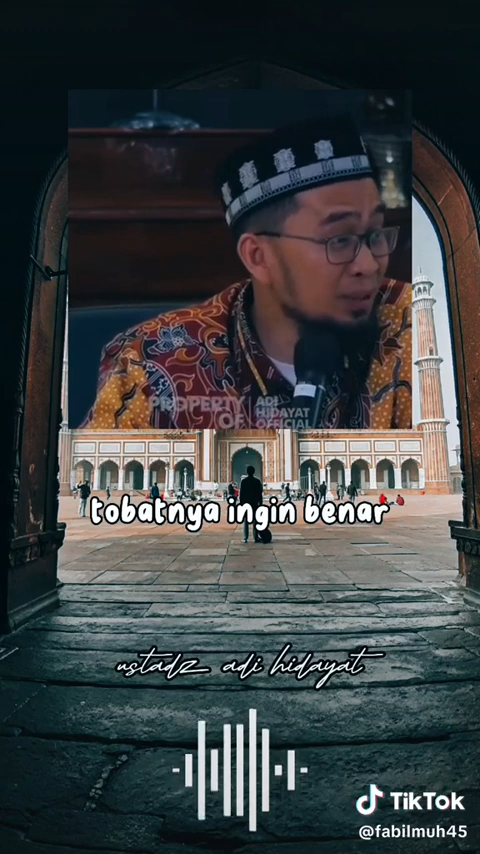 PROPERTY OF
ADI HIDAYAT OFFICIAL
tobatnya ingin benar
ustadz adi hidayat
TikTok
@fabilmuh45